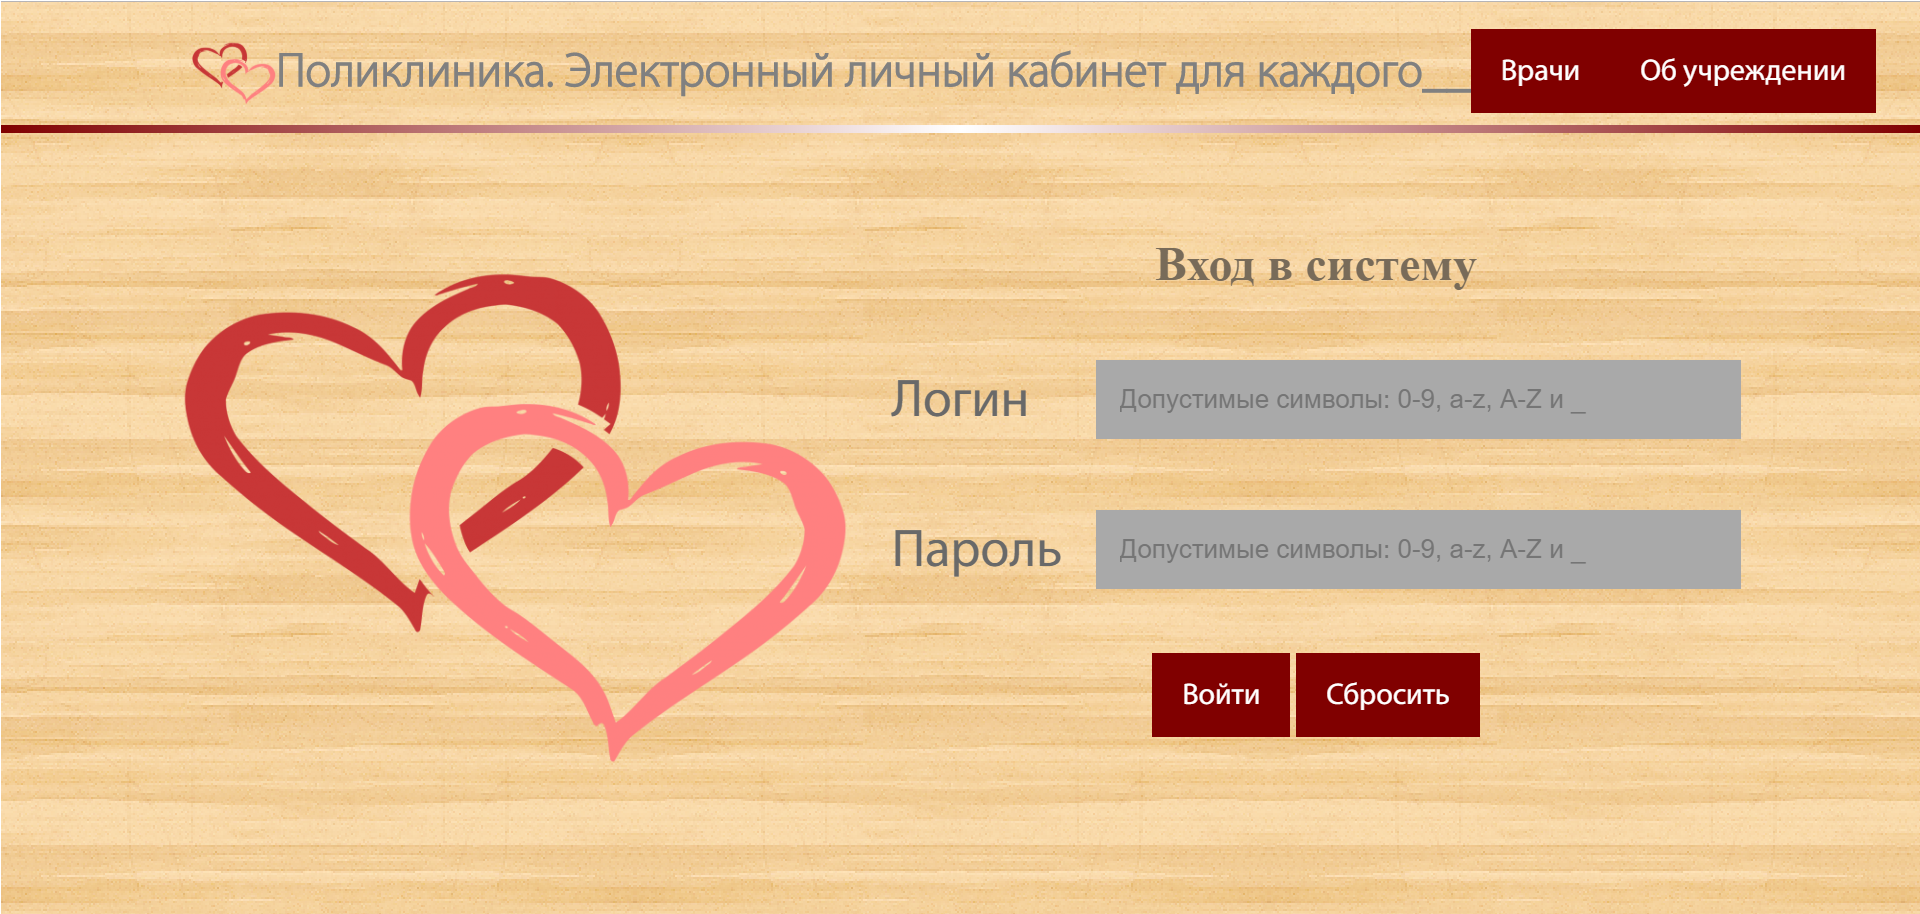 Поликлиника. Электронный личный кабинет для каждого__ Врачи Об учреждении
Вход в систему
Логин Допустимые символы: 0-9, a-z, A-Z и _
Пароль Допустимые символы: 0-9, a-z, A-Z и _
Войти Сбросить